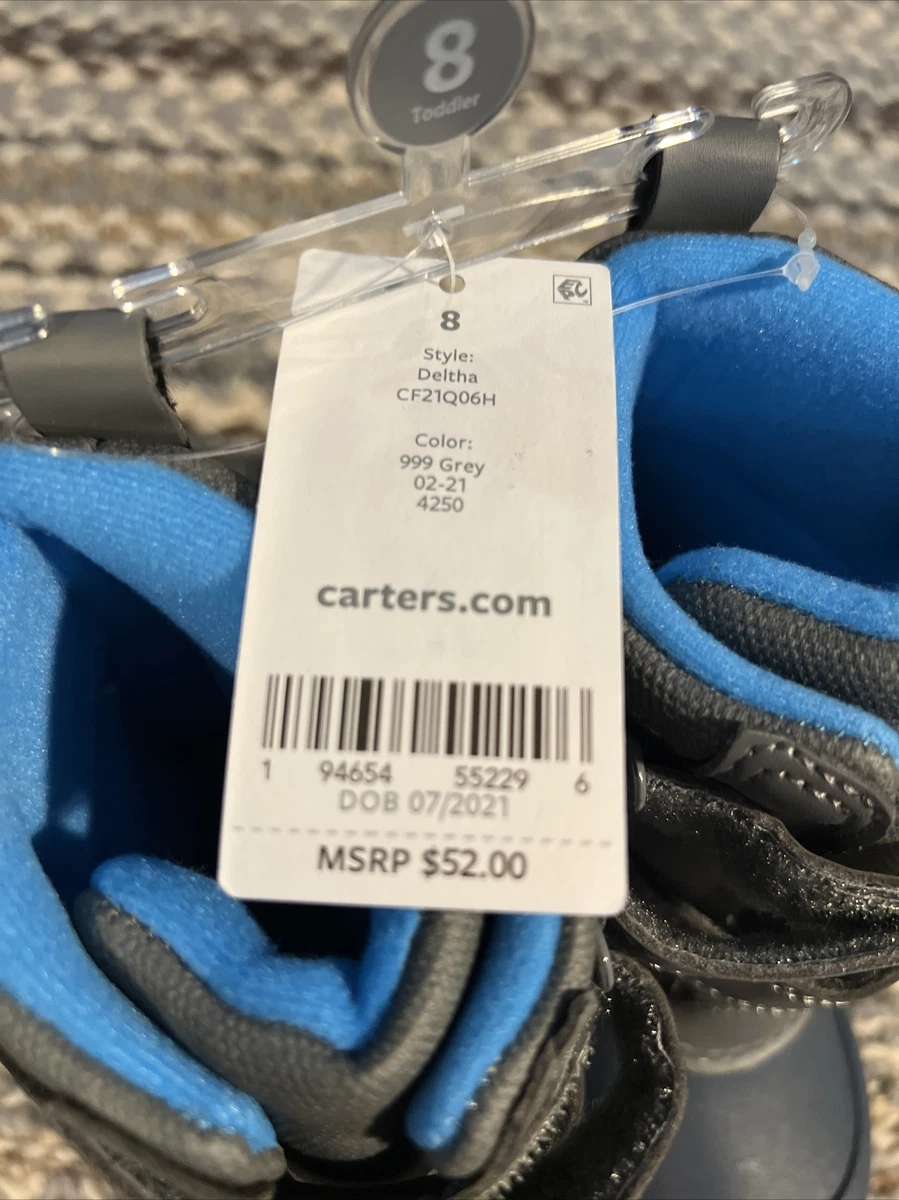 8
Toddler
8
Style:
Deltha
CF21Q06H
Color:
999 Grey
02-21
4250
carters.com
1 94654 55229 6
DOB 07/2021
MSRP $52.00